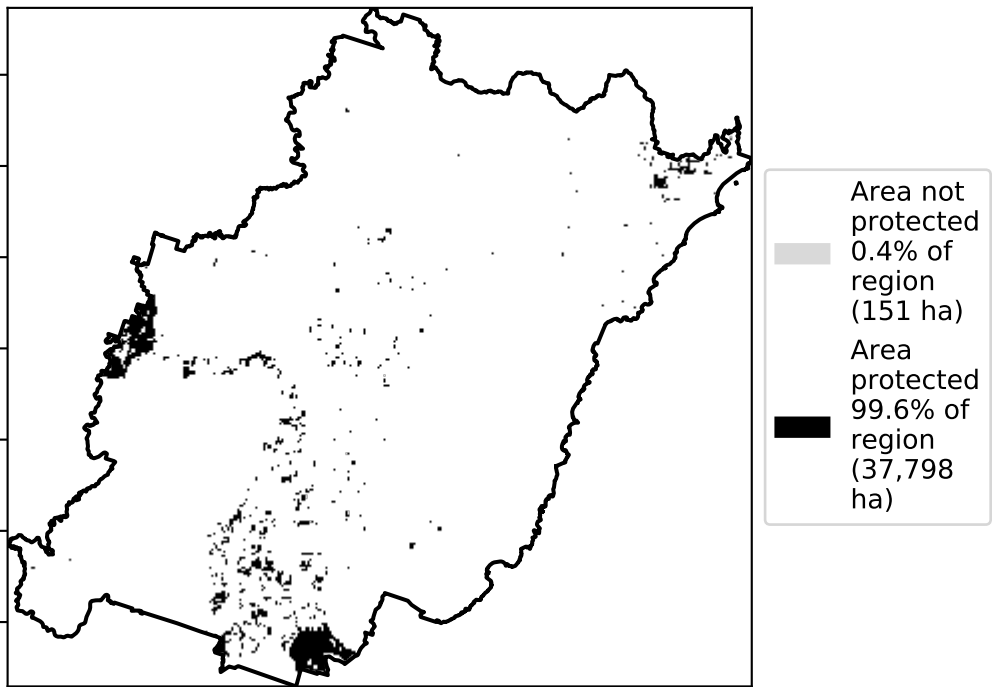 Area not
protected
0.4% of
region
(151 ha)
Area
protected
99.6% of
region
(37,798
ha)